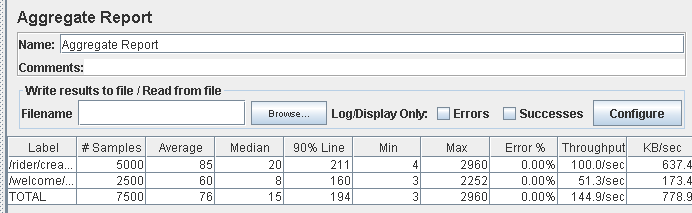 Aggregate Report
Name: Aggregate Report
Comments:
Write results to file / Read from file
Filename Browse... Log/Display Only: Errors Successes Configure
Label # Samples Average Median 90% Line Min Max Error % Throughput KB/sec
/rider/crea... 5000 85 20 211 4 2960 0.00% 100.0/sec 637.4
/welcome/... 2500 60 8 160 3 2252 0.00% 51.3/sec 173.4
TOTAL 7500 76 15 194 3 2960 0.00% 144.9/sec 778.9